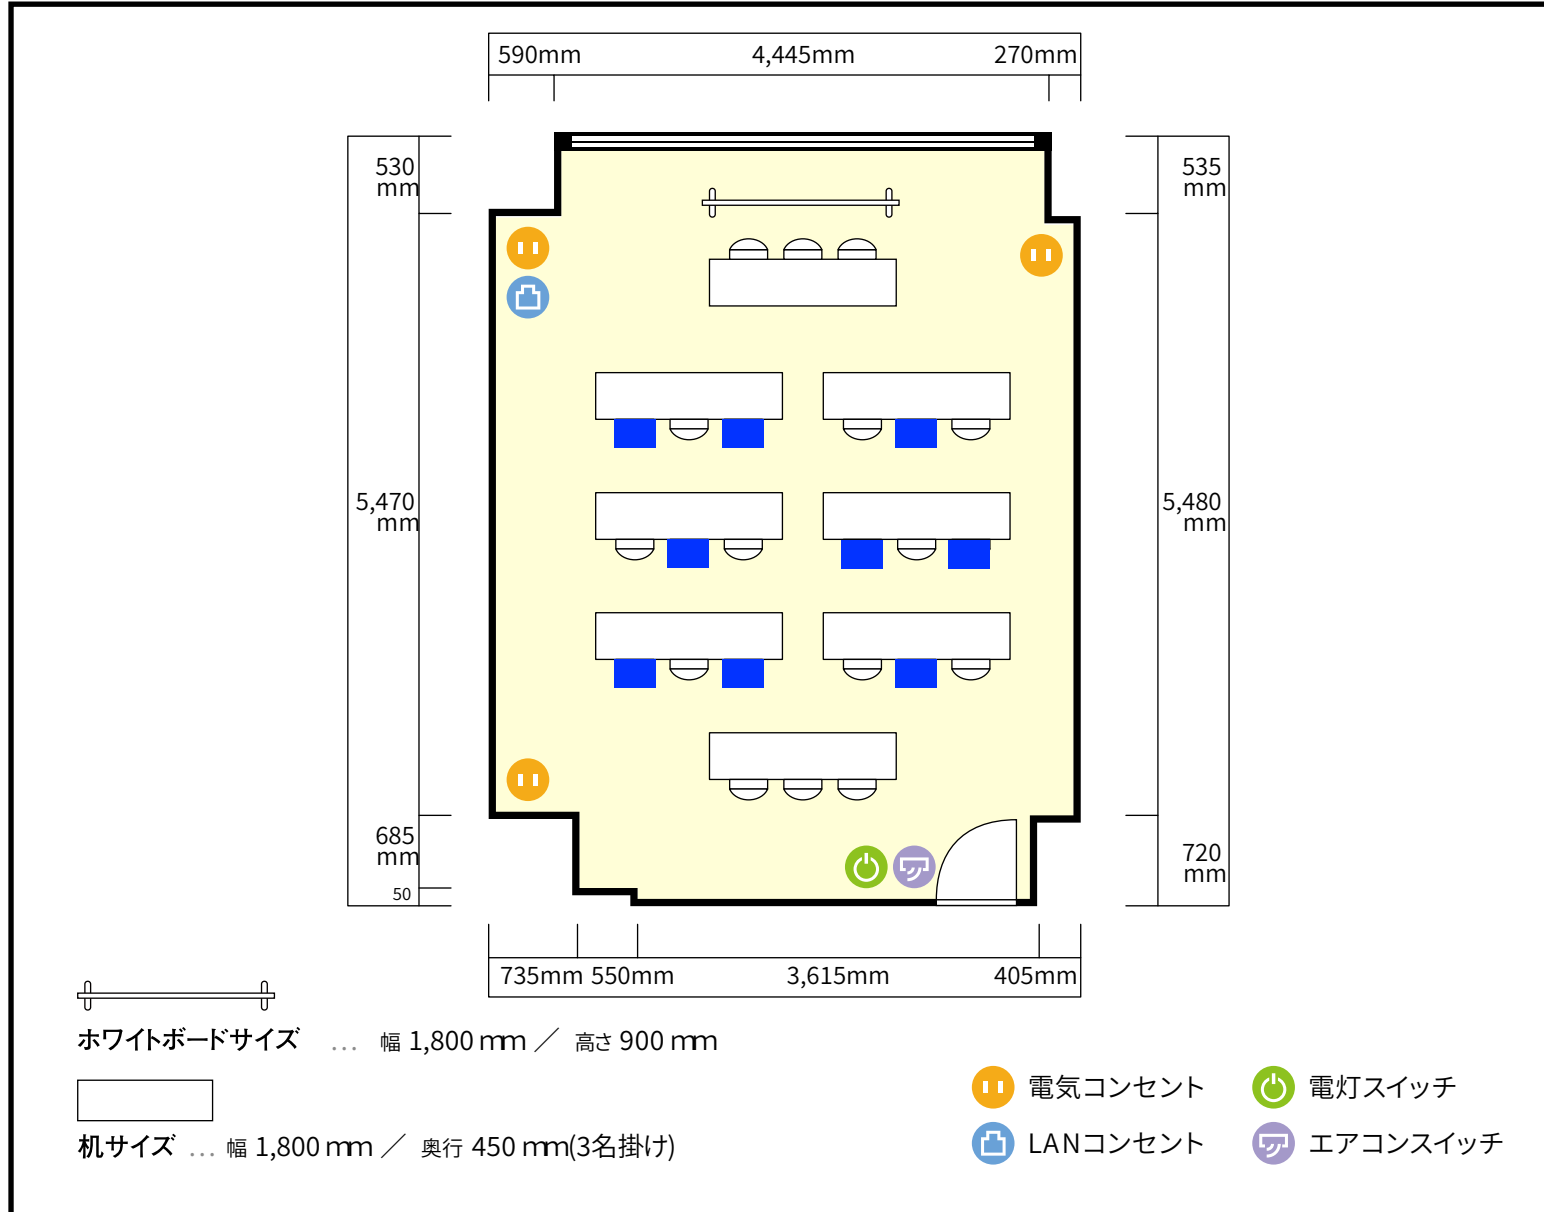 590mm 4,445mm 270mm
530
mm
535
mm
5,470
mm
5,480
mm
685
mm
720
mm
50
735mm 550mm 3,615mm 405mm
ホワイトボードサイズ … 幅 1,800 mm ／ 高さ 900 mm
机サイズ … 幅 1,800 mm ／ 奥行 450 mm(3名掛け)
電気コンセント 電灯スイッチ
LANコンセント エアコンスイッチ